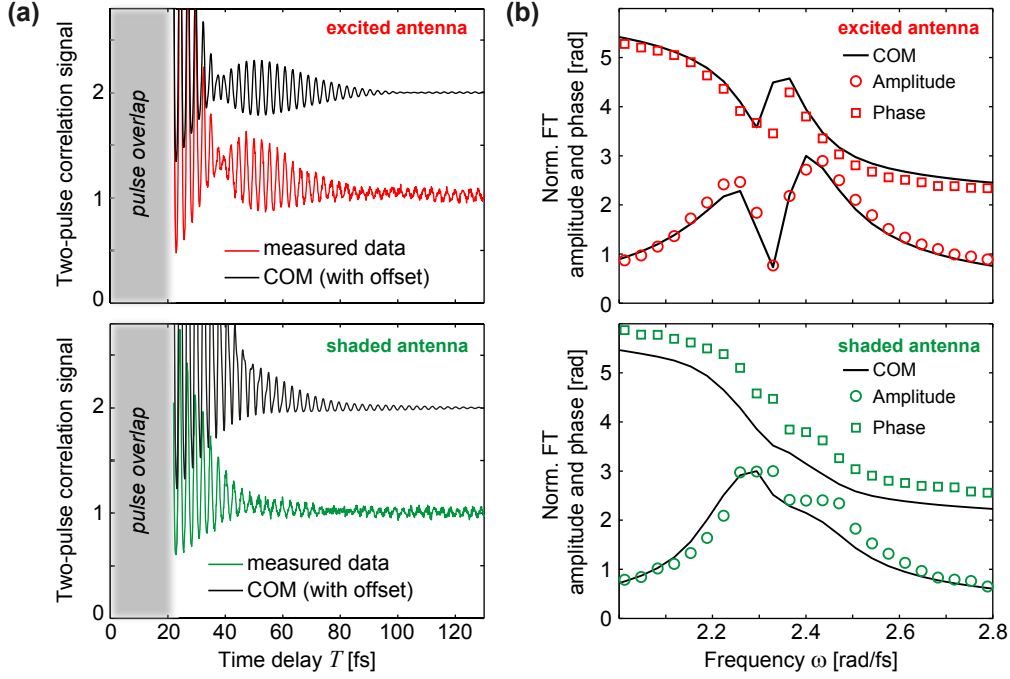 (a)
(b)
Two-pulse correlation signal
2
1
0
pulse overlap
excited antenna
measured data
COM (with offset)
Norm. FT
amplitude and phase [rad]
5
4
3
2
1
0
excited antenna
COM
Amplitude
Phase
Two-pulse correlation signal
2
1
0
pulse overlap
shaded antenna
measured data
COM (with offset)
0 20 40 60 80 100 120
Time delay T [fs]
Norm. FT
amplitude and phase [rad]
5
4
3
2
1
0
shaded antenna
COM
Amplitude
Phase
2.2 2.4 2.6 2.8
Frequency ω [rad/fs]